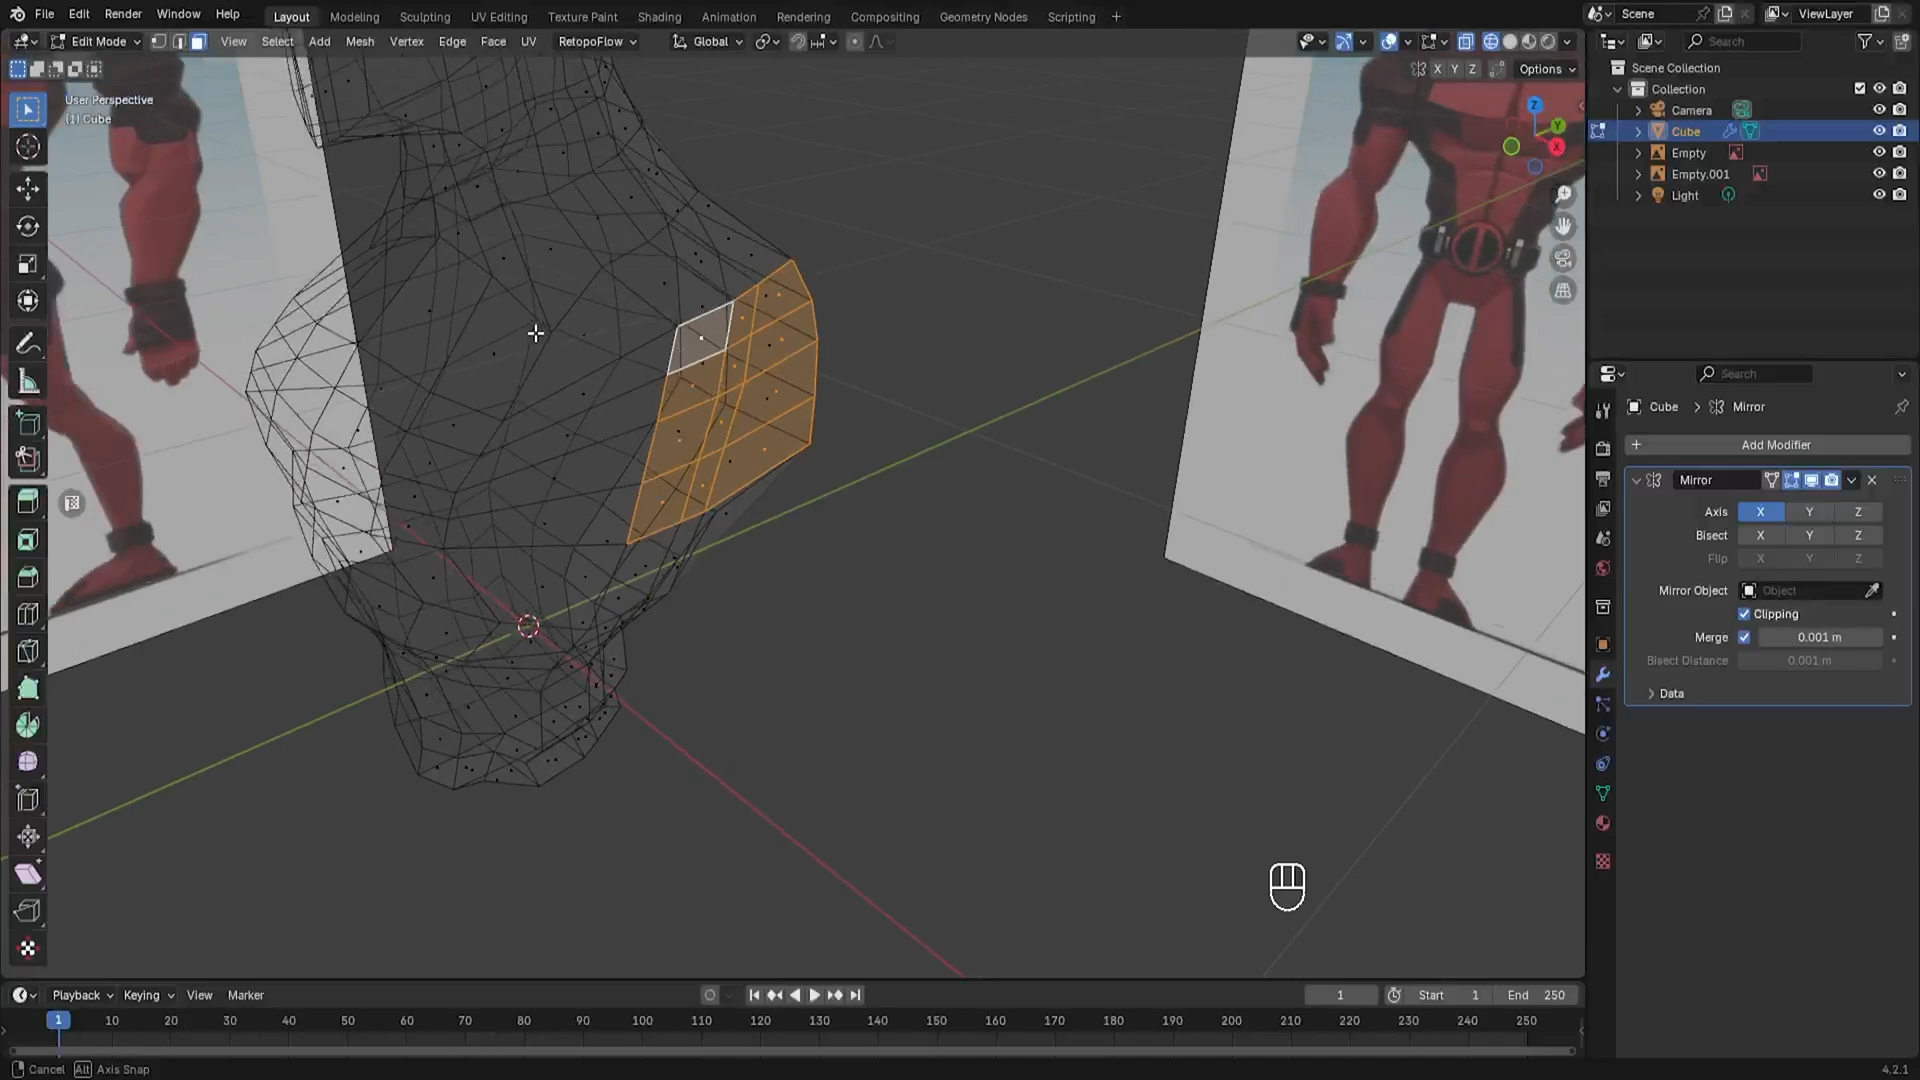 File Edit Render Window Help
Layout Modeling Sculpting UV Editing Texture Paint Shading Animation Rendering Compositing Geometry Nodes Scripting +
Scene
ViewLayer
Edit Mode View Select Add Mesh Vertex Edge Face UV RetopoFlow Global
X Y Z Options
User Perspective
(1) Cube
Z
Y
X
Search
Scene Collection
Collection
Camera
Cube
Empty
Empty.001
Light
Search
Cube > Mirror
+ Add Modifier
Mirror
Axis X Y Z
Bisect X Y Z
Flip X Y Z
Mirror Object Object
Clipping
Merge 0.001 m
Bisect Distance 0.001 m
Data
Playback Keying View Marker
1
Start 1
End 250
1 10 20 30 40 50 60 70 80 90 100 110 120 130 140 150 160 170 180 190 200 210 220 230 240 250
Cancel Alt Axis Snap
4.2.1